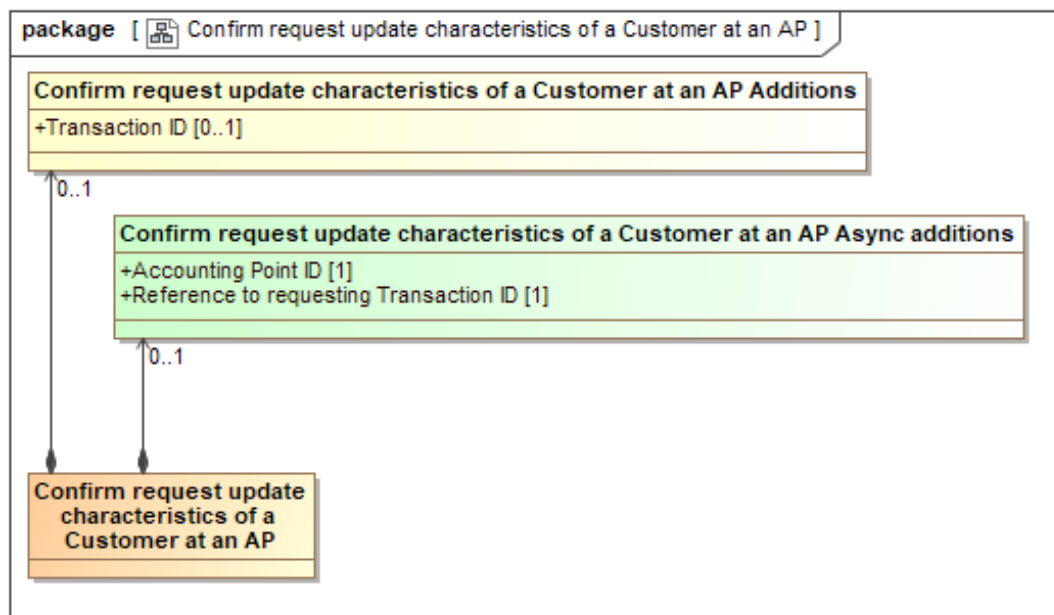 package [ Confirm request update characteristics of a Customer at an AP ]
Confirm request update characteristics of a Customer at an AP Additions
+Transaction ID [0..1]
0..1
Confirm request update characteristics of a Customer at an AP Async additions
+Accounting Point ID [1]
+Reference to requesting Transaction ID [1]
0..1
Confirm request update
characteristics of a
Customer at an AP